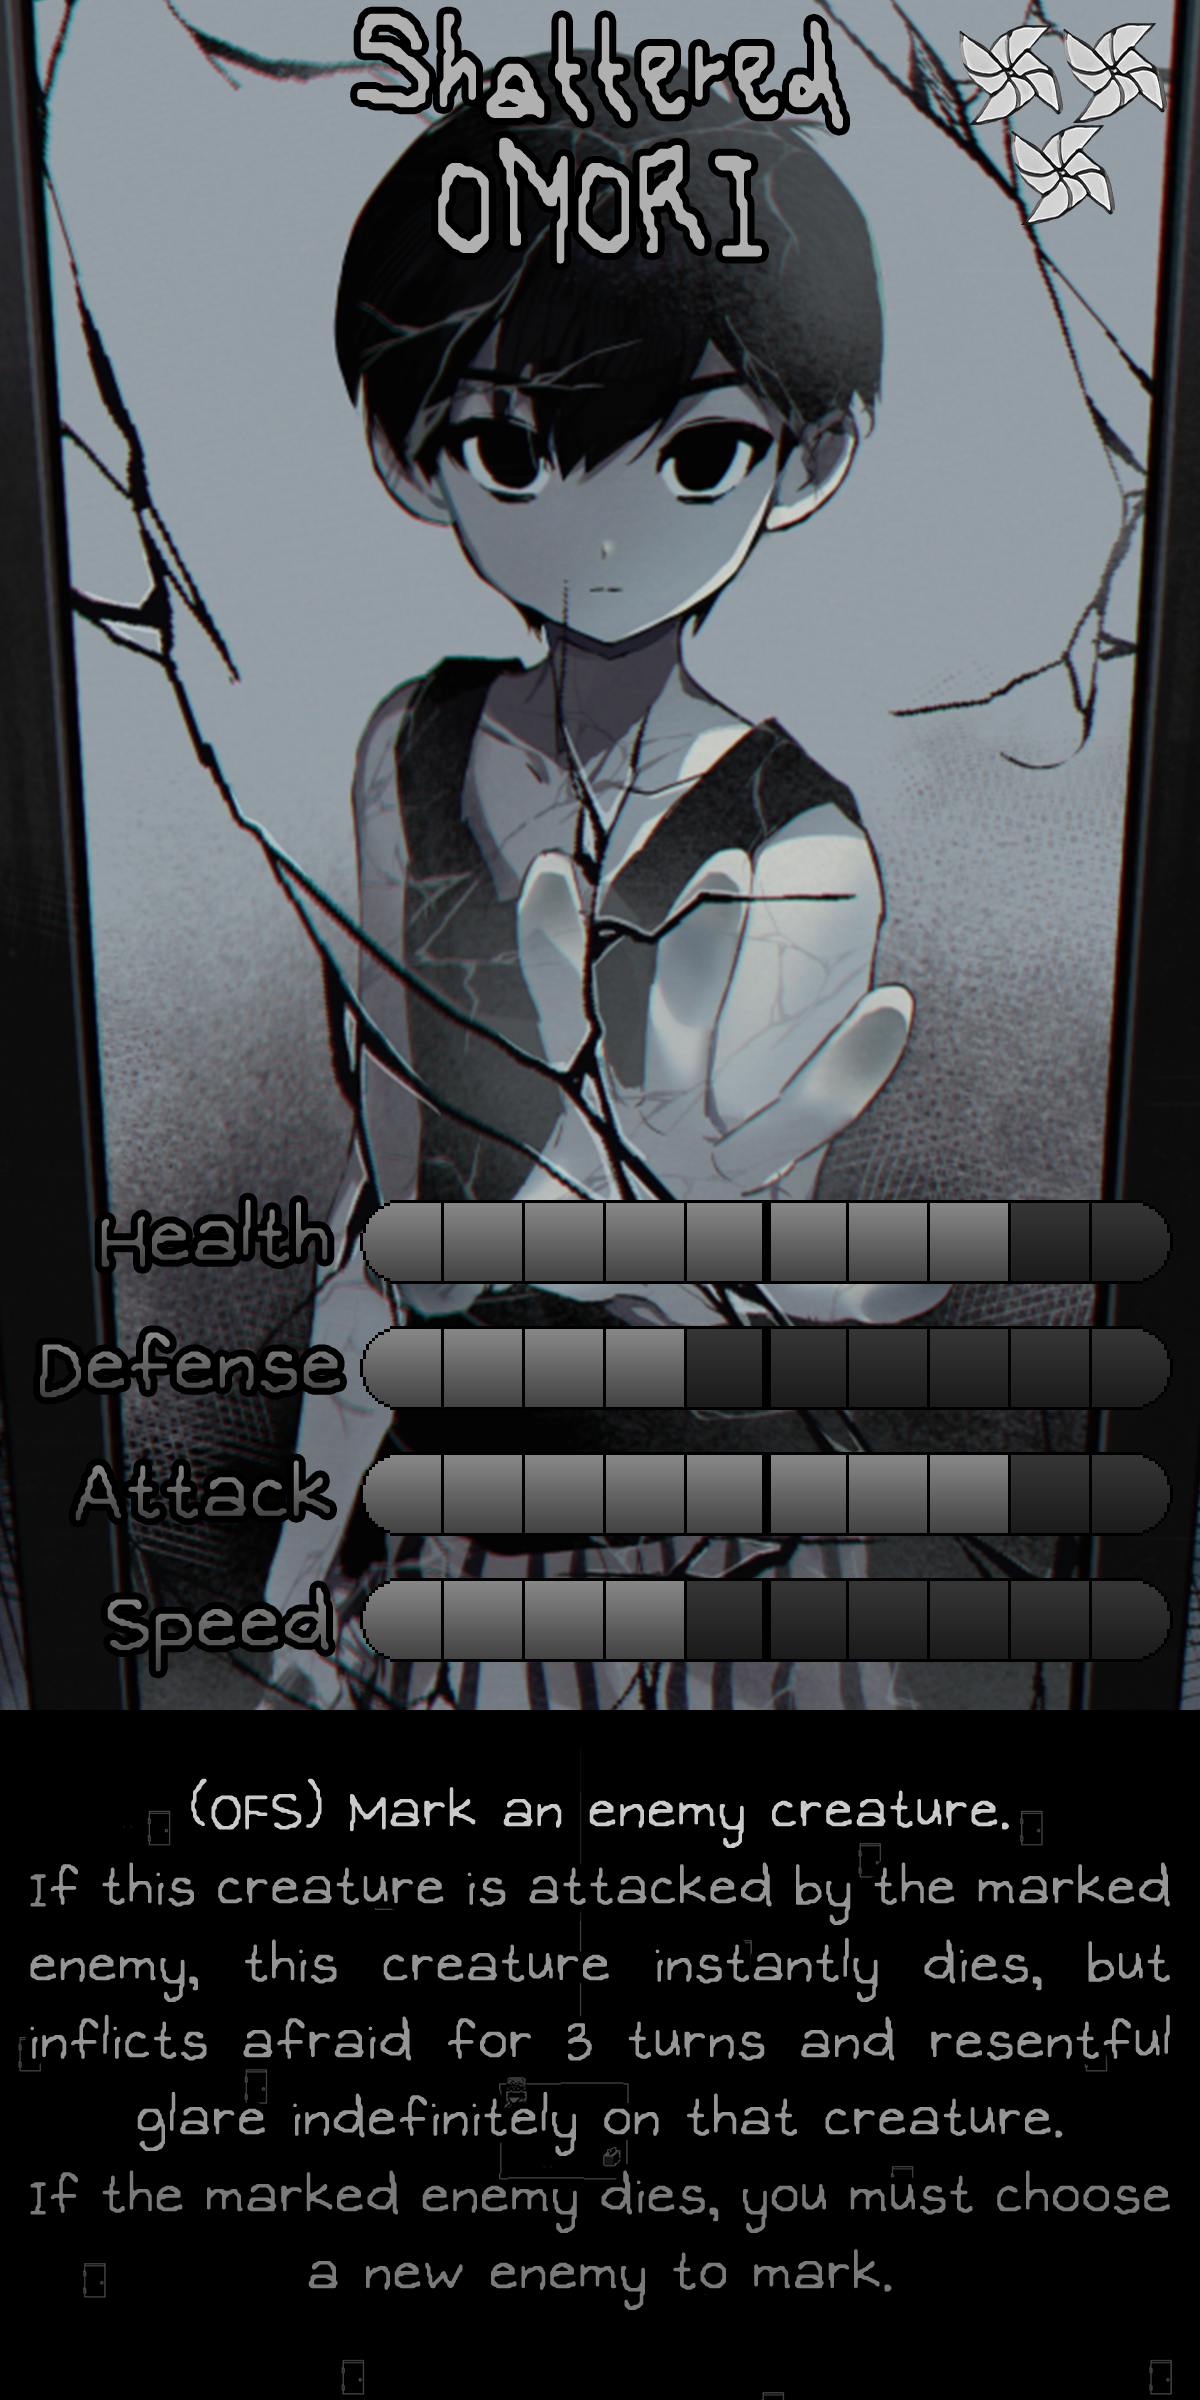 Shattered
OMORI
Health
Defense
Attack
Speed
(OFS) Mark an enemy creature.
If this creature is attacked by the marked
enemy, this creature instantly dies, but
inflicts afraid for 3 turns and resentful
glare indefinitely on that creature.
If the marked enemy dies, you must choose
a new enemy to mark.